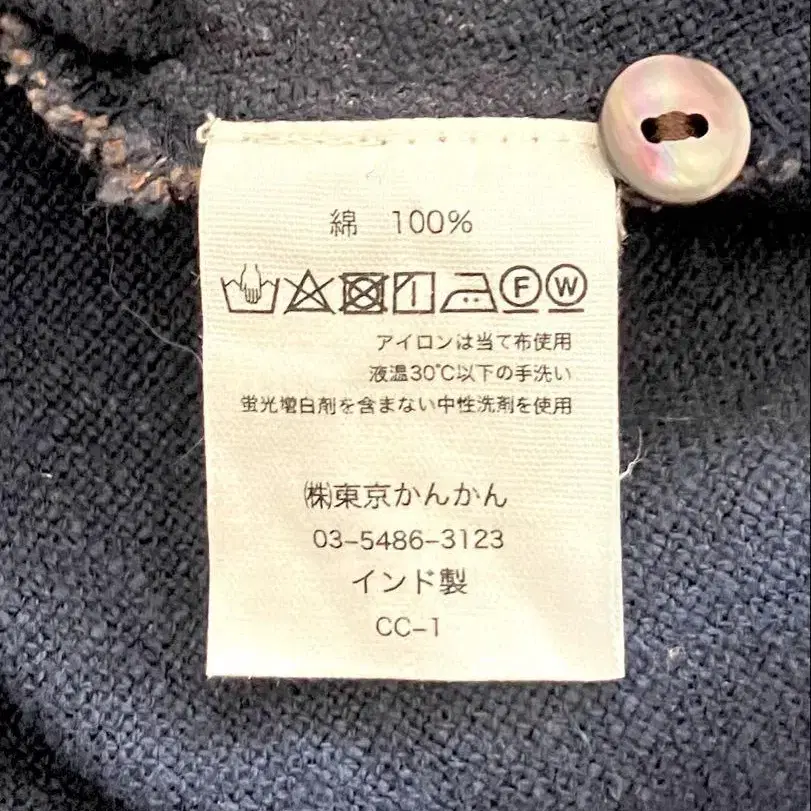 綿 100%
F W
アイロンは当て布使用
液温30℃以下の手洗い
蛍光増白剤を含まない中性洗剤を使用
㈱東京かんかん
03-5486-3123
インド製
CC-1